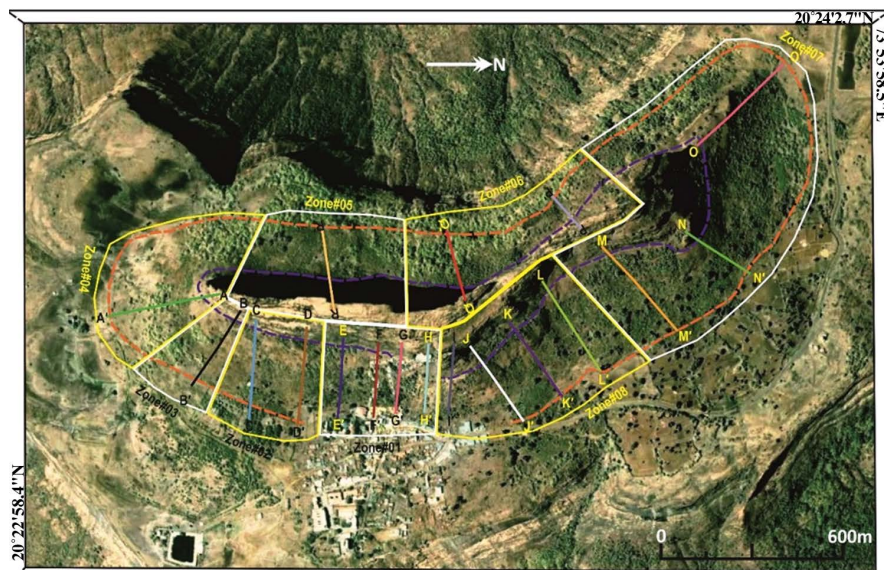 20°24'2.7"N
N
Zone#07
O'
O
Zone#06
Zone#05
Q
Zone#04
N
M
N'
A
A'
B
C
D
R
L
Q'
K
E
G
H
J
M'
L'
B'
Zone#03
K'
Zone#08
D'
E'
F'
G'
H'
J'
Zone#02
Zone#01
20°22'58.4"N
0
600m